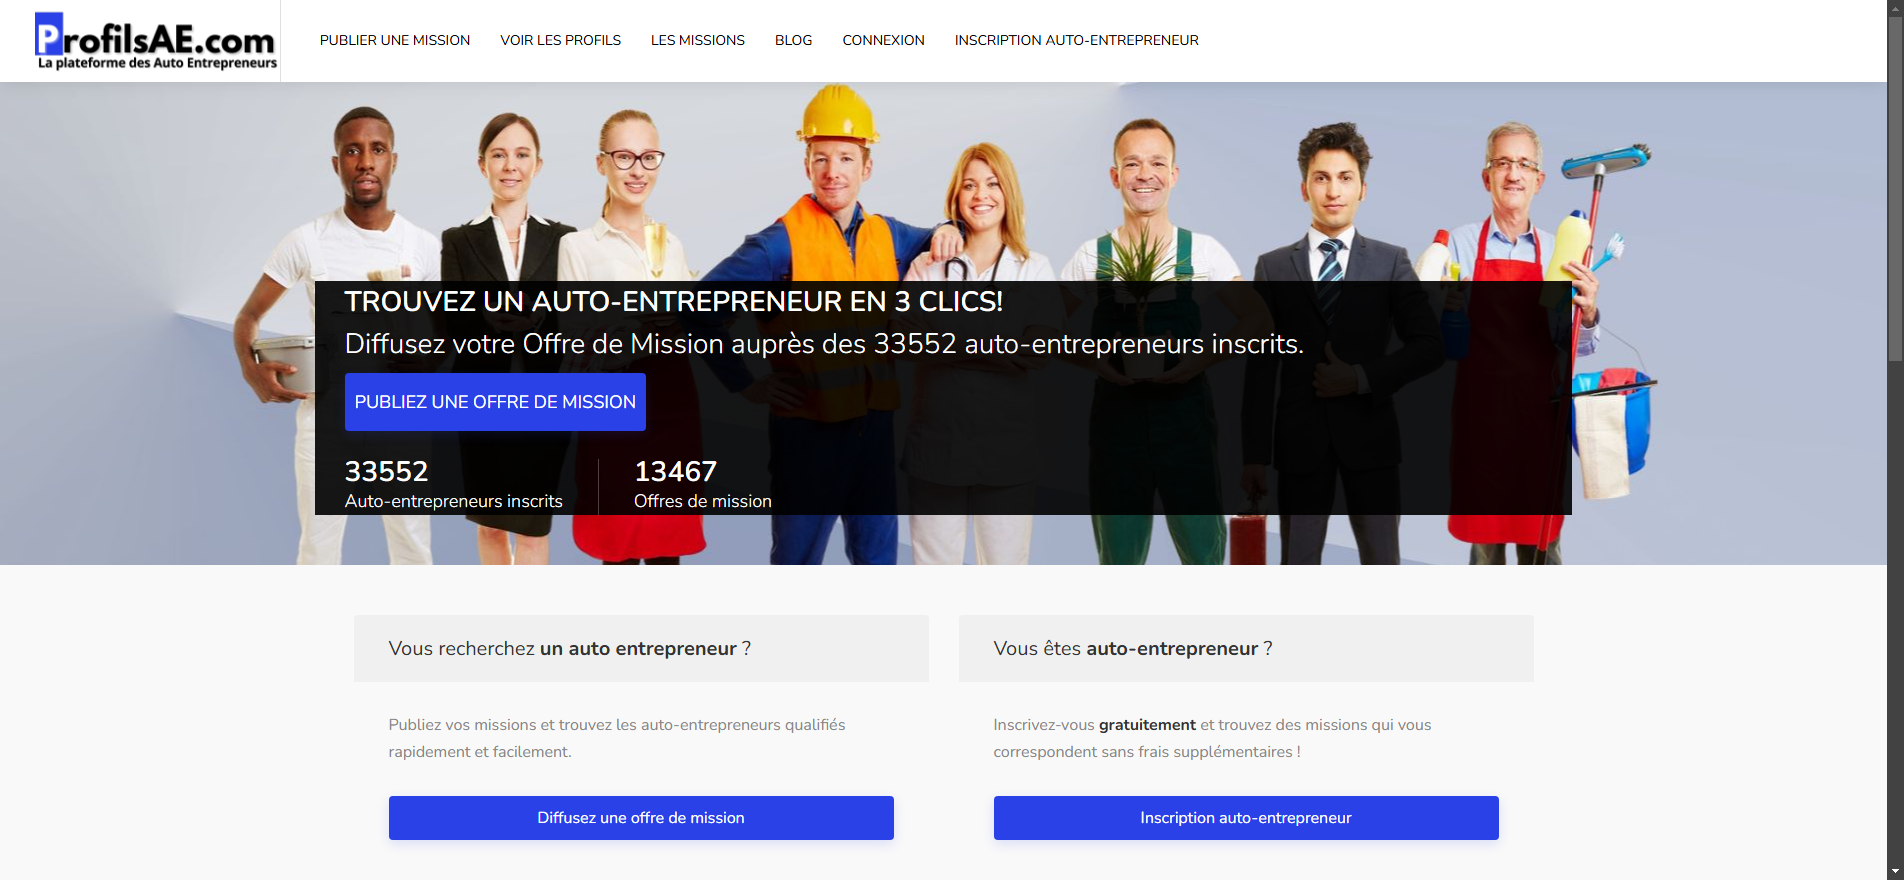 ProfilsAE.com
La plateforme des Auto Entrepreneurs
PUBLIER UNE MISSION
VOIR LES PROFILS
LES MISSIONS
BLOG
CONNEXION
INSCRIPTION AUTO-ENTREPRENEUR
TROUVEZ UN AUTO-ENTREPRENEUR EN 3 CLICS!
Diffusez votre Offre de Mission auprès des 33552 auto-entrepreneurs inscrits.
PUBLIEZ UNE OFFRE DE MISSION
33552
Auto-entrepreneurs inscrits
13467
Offres de mission
Vous recherchez un auto entrepreneur ?
Publiez vos missions et trouvez les auto-entrepreneurs qualifiés
rapidement et facilement.
Diffusez une offre de mission
Vous êtes auto-entrepreneur ?
Inscrivez-vous gratuitement et trouvez des missions qui vous
correspondent sans frais supplémentaires !
Inscription auto-entrepreneur